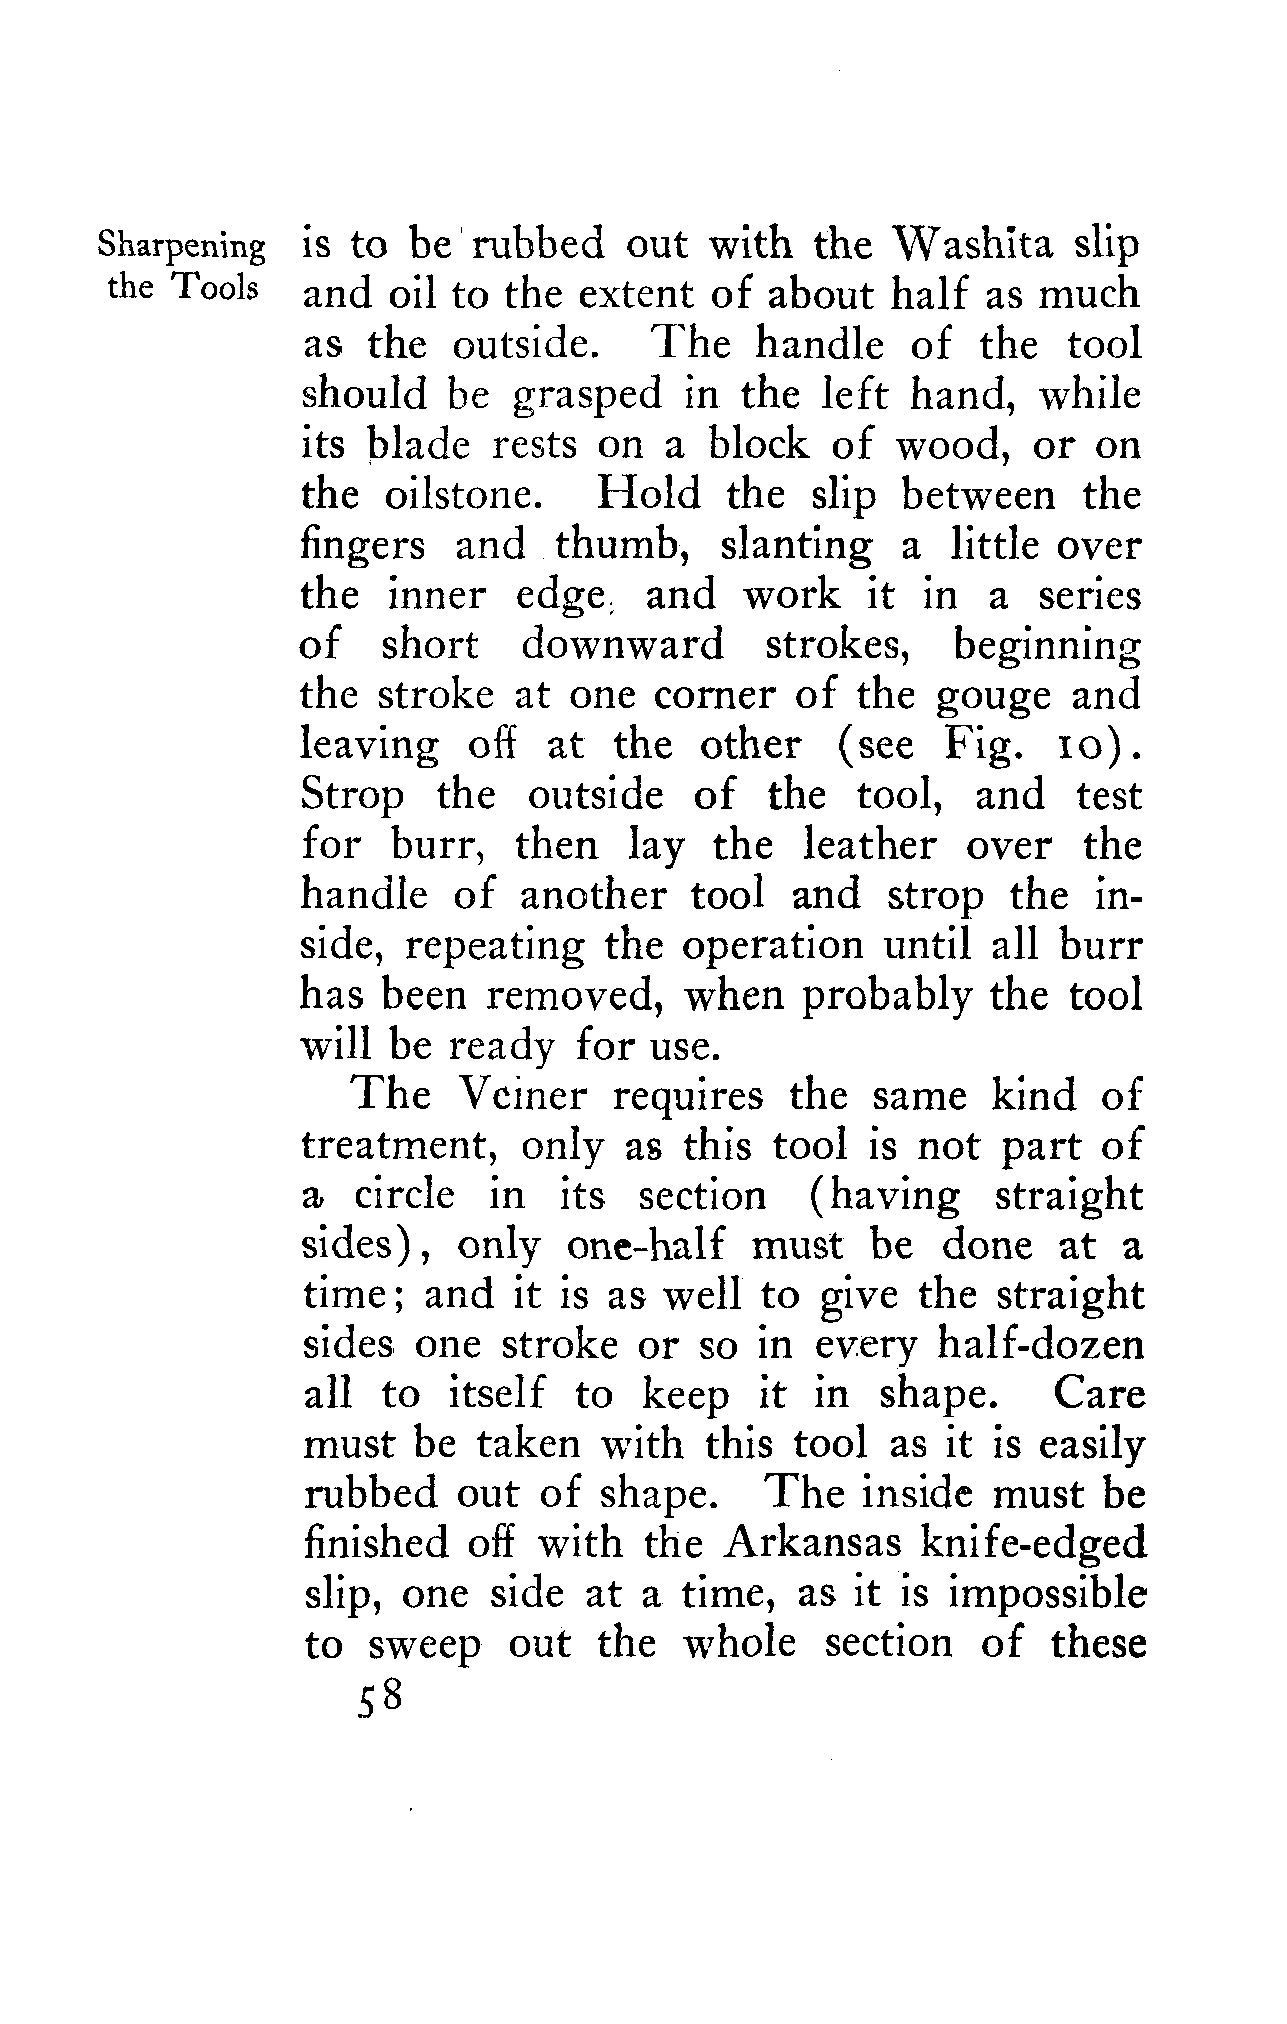 Sharpening
the Tools
is to be rubbed out with the Washita slip
and oil to the extent of about half as much
as the outside. The handle of the tool
should be grasped in the left hand, while
its blade rests on a block of wood, or on
the oilstone. Hold the slip between the
fingers and thumb, slanting a little over
the inner edge; and work it in a series
of short downward strokes, beginning
the stroke at one corner of the gouge and
leaving off at the other (see Fig. 10).
Strop the outside of the tool, and test
for burr, then lay the leather over the
handle of another tool and strop the in-
side, repeating the operation until all burr
has been removed, when probably the tool
will be ready for use.
The Veiner requires the same kind of
treatment, only as this tool is not part of
a circle in its section (having straight
sides), only one-half must be done at a
time; and it is as well to give the straight
sides one stroke or so in every half-dozen
all to itself to keep it in shape. Care
must be taken with this tool as it is easily
rubbed out of shape. The inside must be
finished off with the Arkansas knife-edged
slip, one side at a time, as it is impossible
to sweep out the whole section of these
58